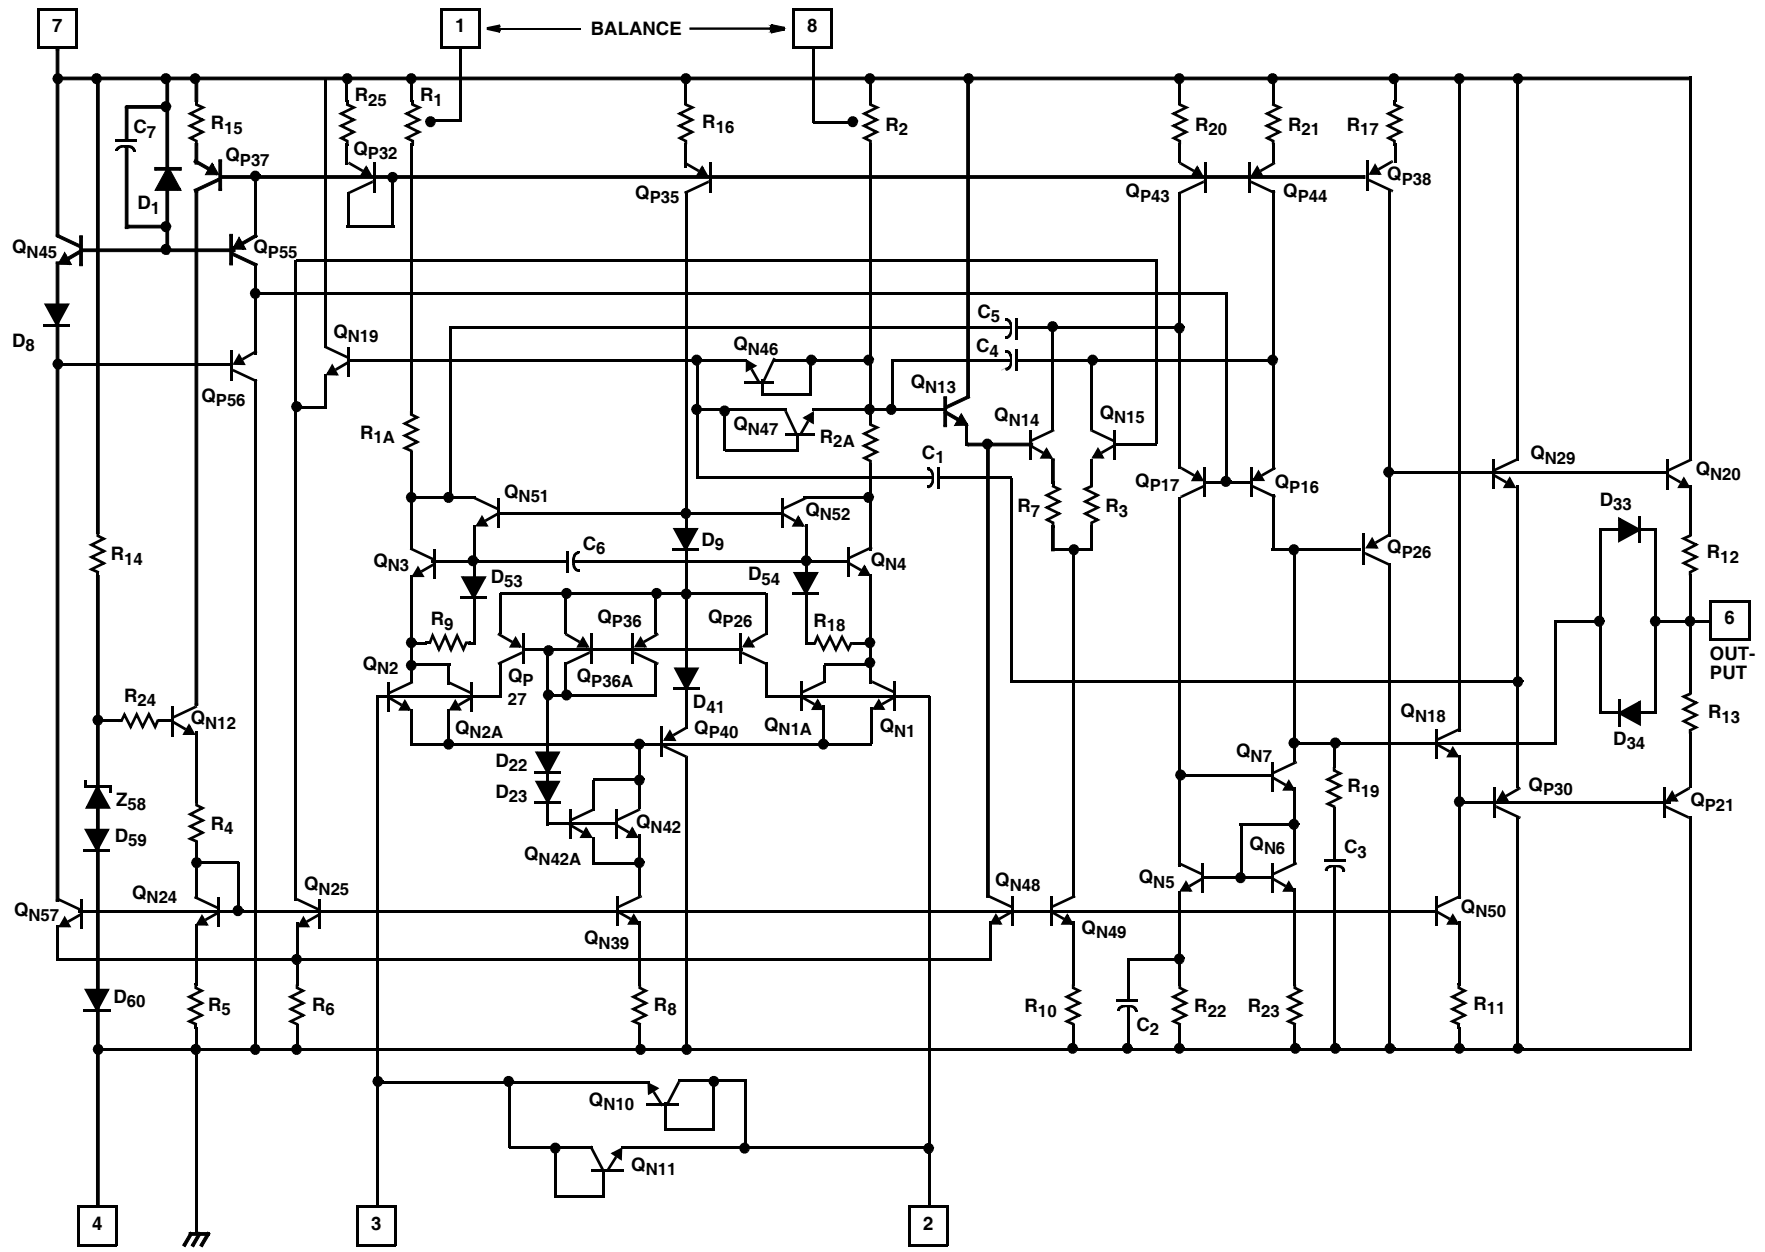 7
1
BALANCE
8
R25
R1
C7
R15
R16
R2
R20
R21
R17
QP32
QP37
D1
QP35
QP43
QP44
QP38
QN45
QP55
D8
QN19
C5
C4
QN46
QP56
QN13
QN47
R2A
QN14
QN15
R1A
C1
QN29
QN20
QP17
QP16
QN51
QN52
R7
R3
D33
R14
QN3
C6
D9
QN4
QP26
R12
D53
D54
R9
QP36
QP26
R18
6
OUT-
PUT
QN2
QP
27
QP36A
D41
R24
QN12
QN2A
QP40
QN1A
QN1
QN18
R13
D34
D22
D23
QN7
R19
QP30
QP21
Z58
D59
R4
QN42
QN42A
QN6
C3
QN5
QN57
QN24
QN25
QN39
QN48
QN49
QN50
D60
R5
R6
R8
R10
C2
R22
R23
R11
QN10
QN11
4
3
2